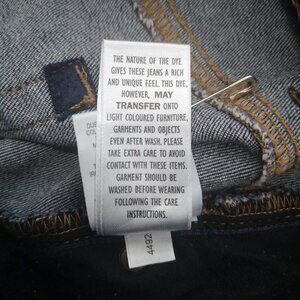 THE NATURE OF THE DYE
GIVES THESE JEANS A RICH
AND UNIQUE FEEL. THIS DYE,
HOWEVER, MAY
TRANSFER ONTO
LIGHT COLOURED FURNITURE,
GARMENTS AND OBJECTS
EVEN AFTER WASH. PLEASE
TAKE EXTRA CARE TO AVOID
CONTACT WITH THESE ITEMS.
GARMENT SHOULD BE
WASHED BEFORE WEARING
FOLLOWING THE CARE
INSTRUCTIONS.
4492